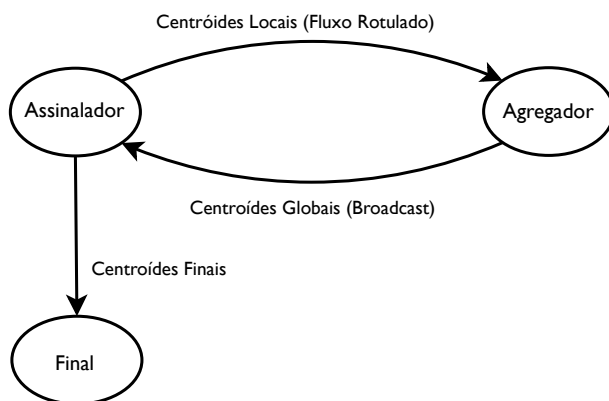 Centróides Locais (Fluxo Rotulado)
Assinalador
Agregador
Centroídes Globais (Broadcast)
Centroídes Finais
Final